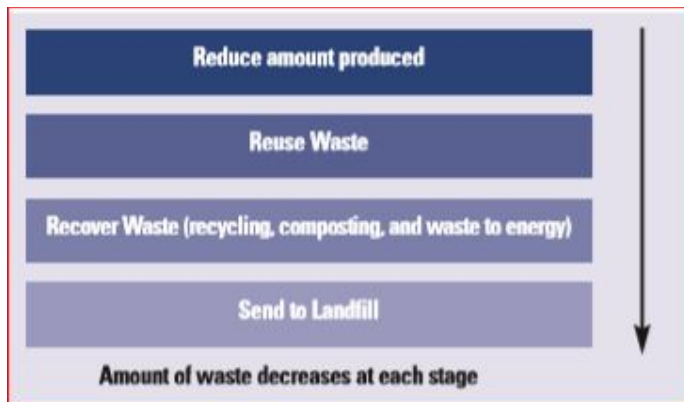 Reduce amount produced
Reuse Waste
Recover Waste (recycling, composting, and waste to energy)
Send to Landfill
Amount of waste decreases at each stage